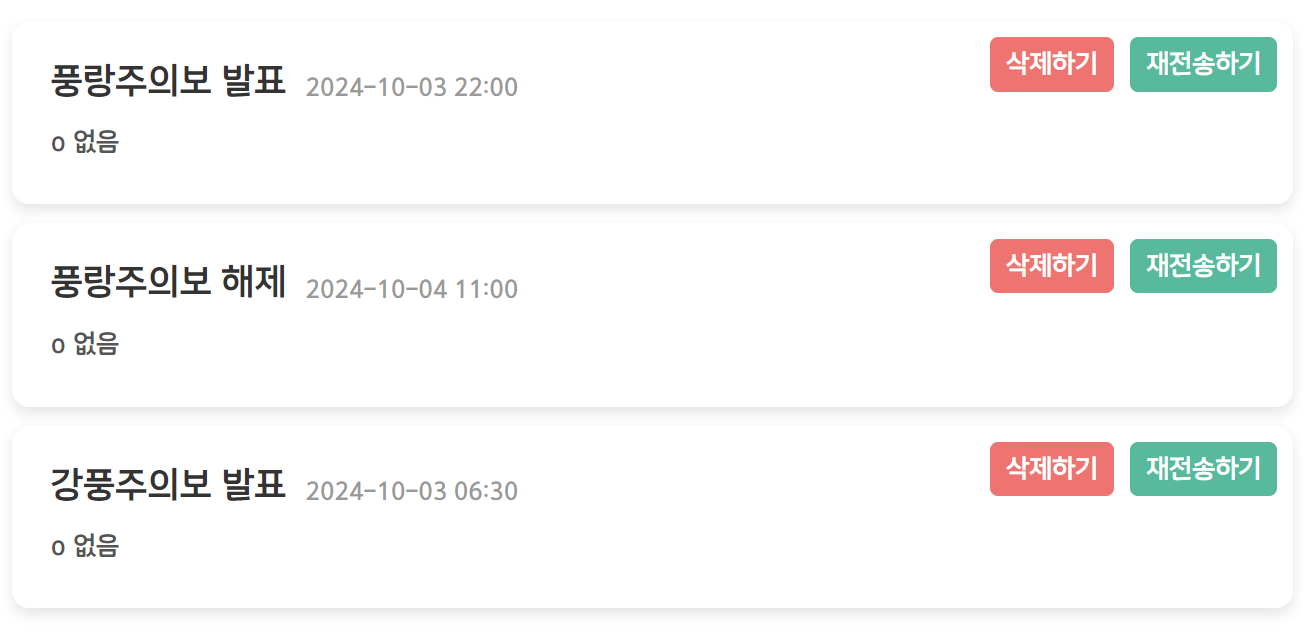 풍랑주의보 발표 2024-10-03 22:00 삭제하기 재전송하기
o 없음
풍랑주의보 해제 2024-10-04 11:00 삭제하기 재전송하기
o 없음
강풍주의보 발표 2024-10-03 06:30 삭제하기 재전송하기
o 없음